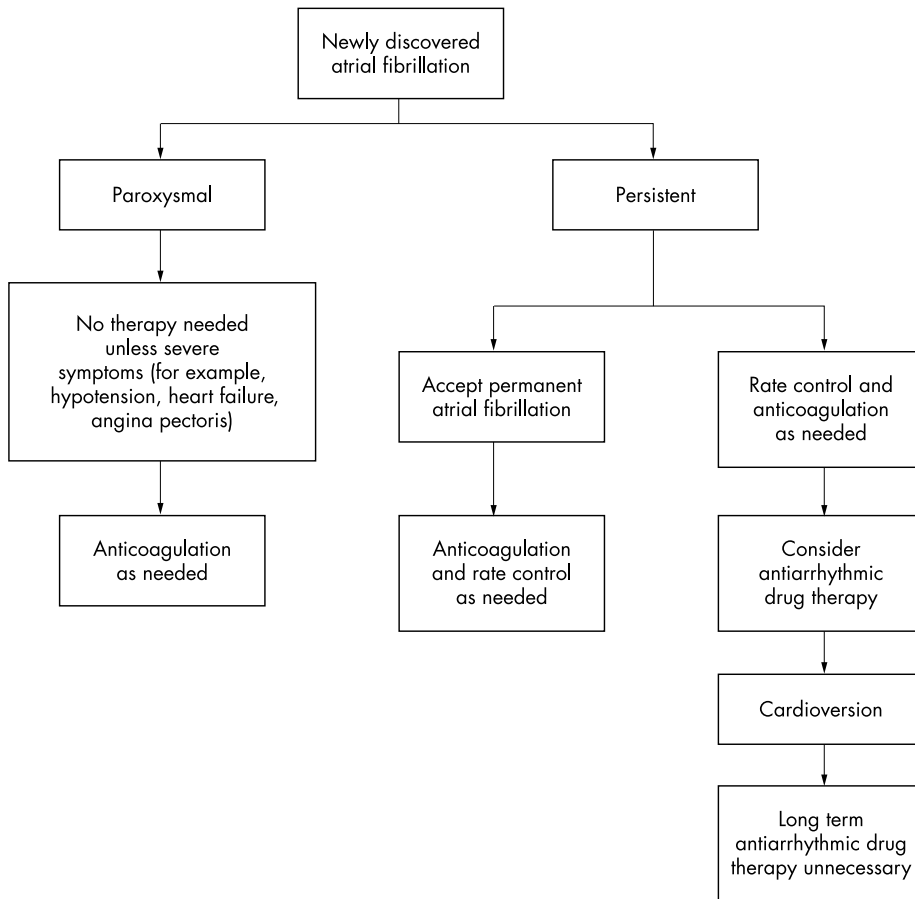 Newly discovered
atrial fibrillation
Paroxysmal
Persistent
No therapy needed
unless severe
symptoms (for example,
hypotension, heart failure,
angina pectoris)
Accept permanent
atrial fibrillation
Rate control and
anticoagulation
as needed
Anticoagulation
as needed
Anticoagulation
and rate control
as needed
Consider
antiarrhythmic
drug therapy
Cardioversion
Long term
antiarrhythmic drug
therapy unnecessary